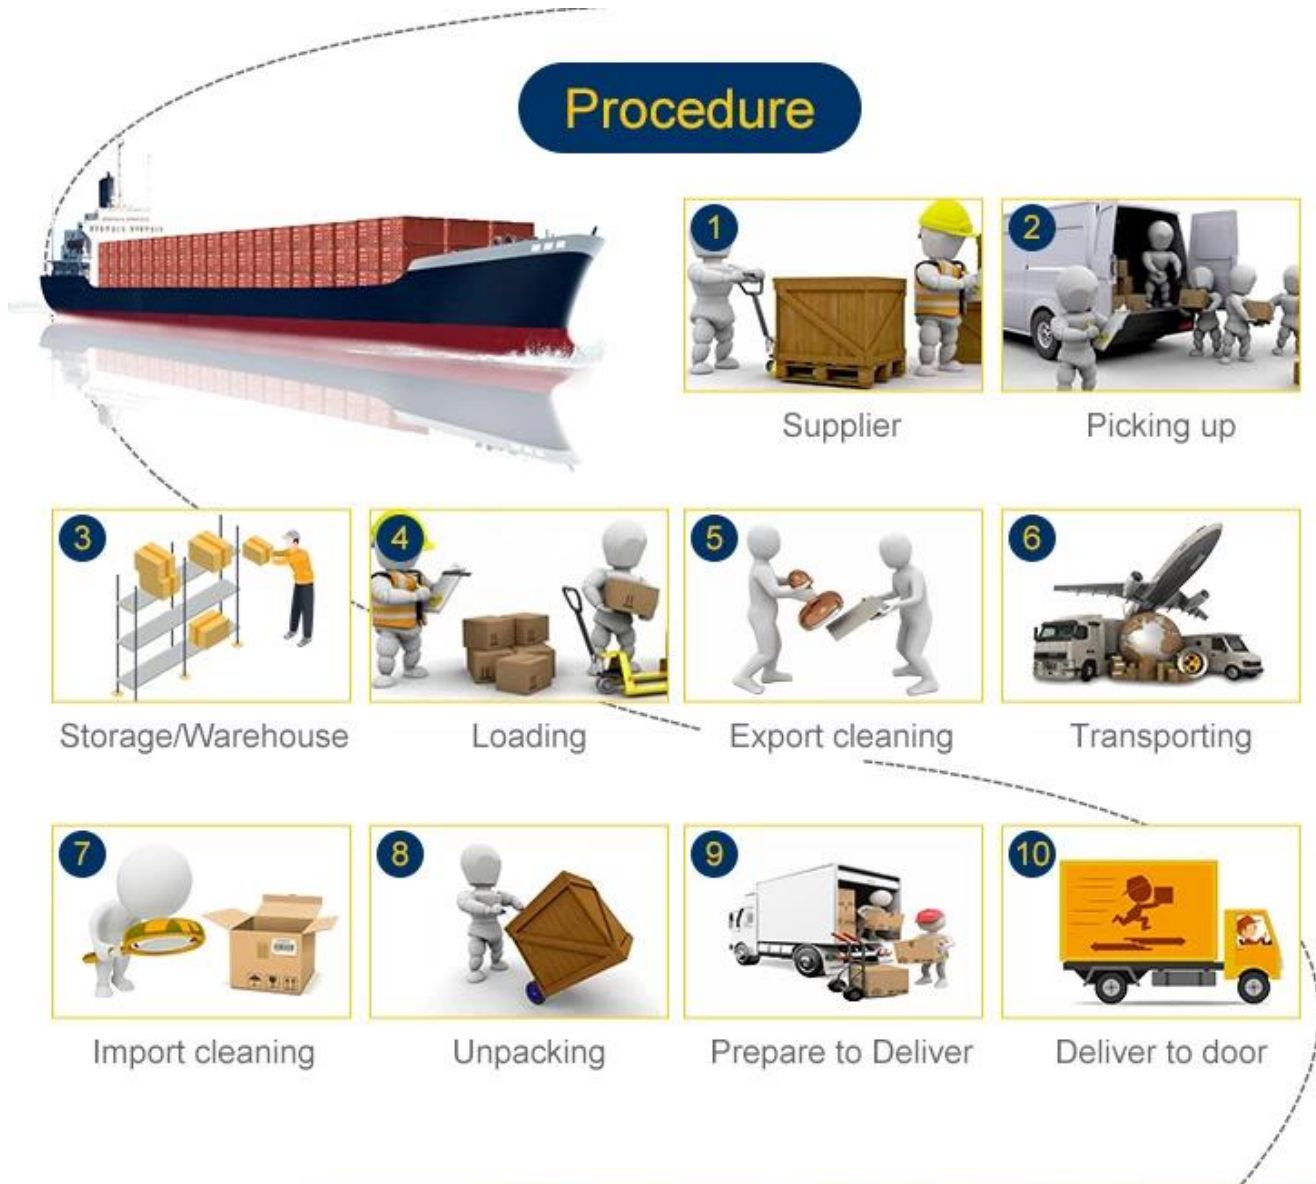 Procedure
1
2
Supplier
Picking up
3
4
5
6
Storage/Warehouse
Loading
Export cleaning
Transporting
7
8
9
10
Import cleaning
Unpacking
Prepare to Deliver
Deliver to door